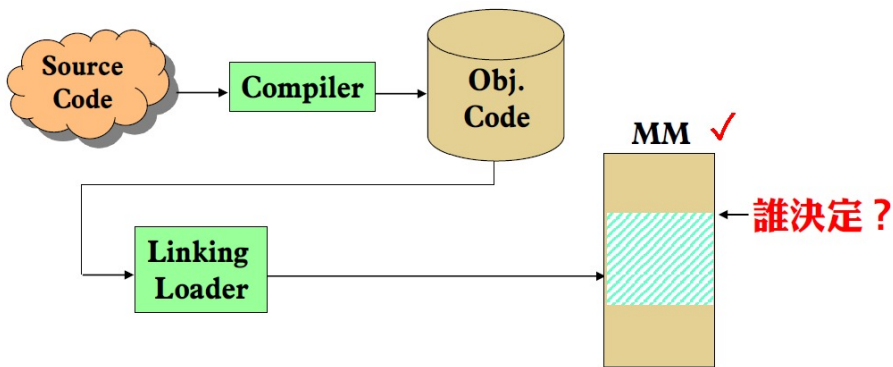 Source
Code
Compiler
Obj.
Code
MM ✓
誰決定？
Linking
Loader